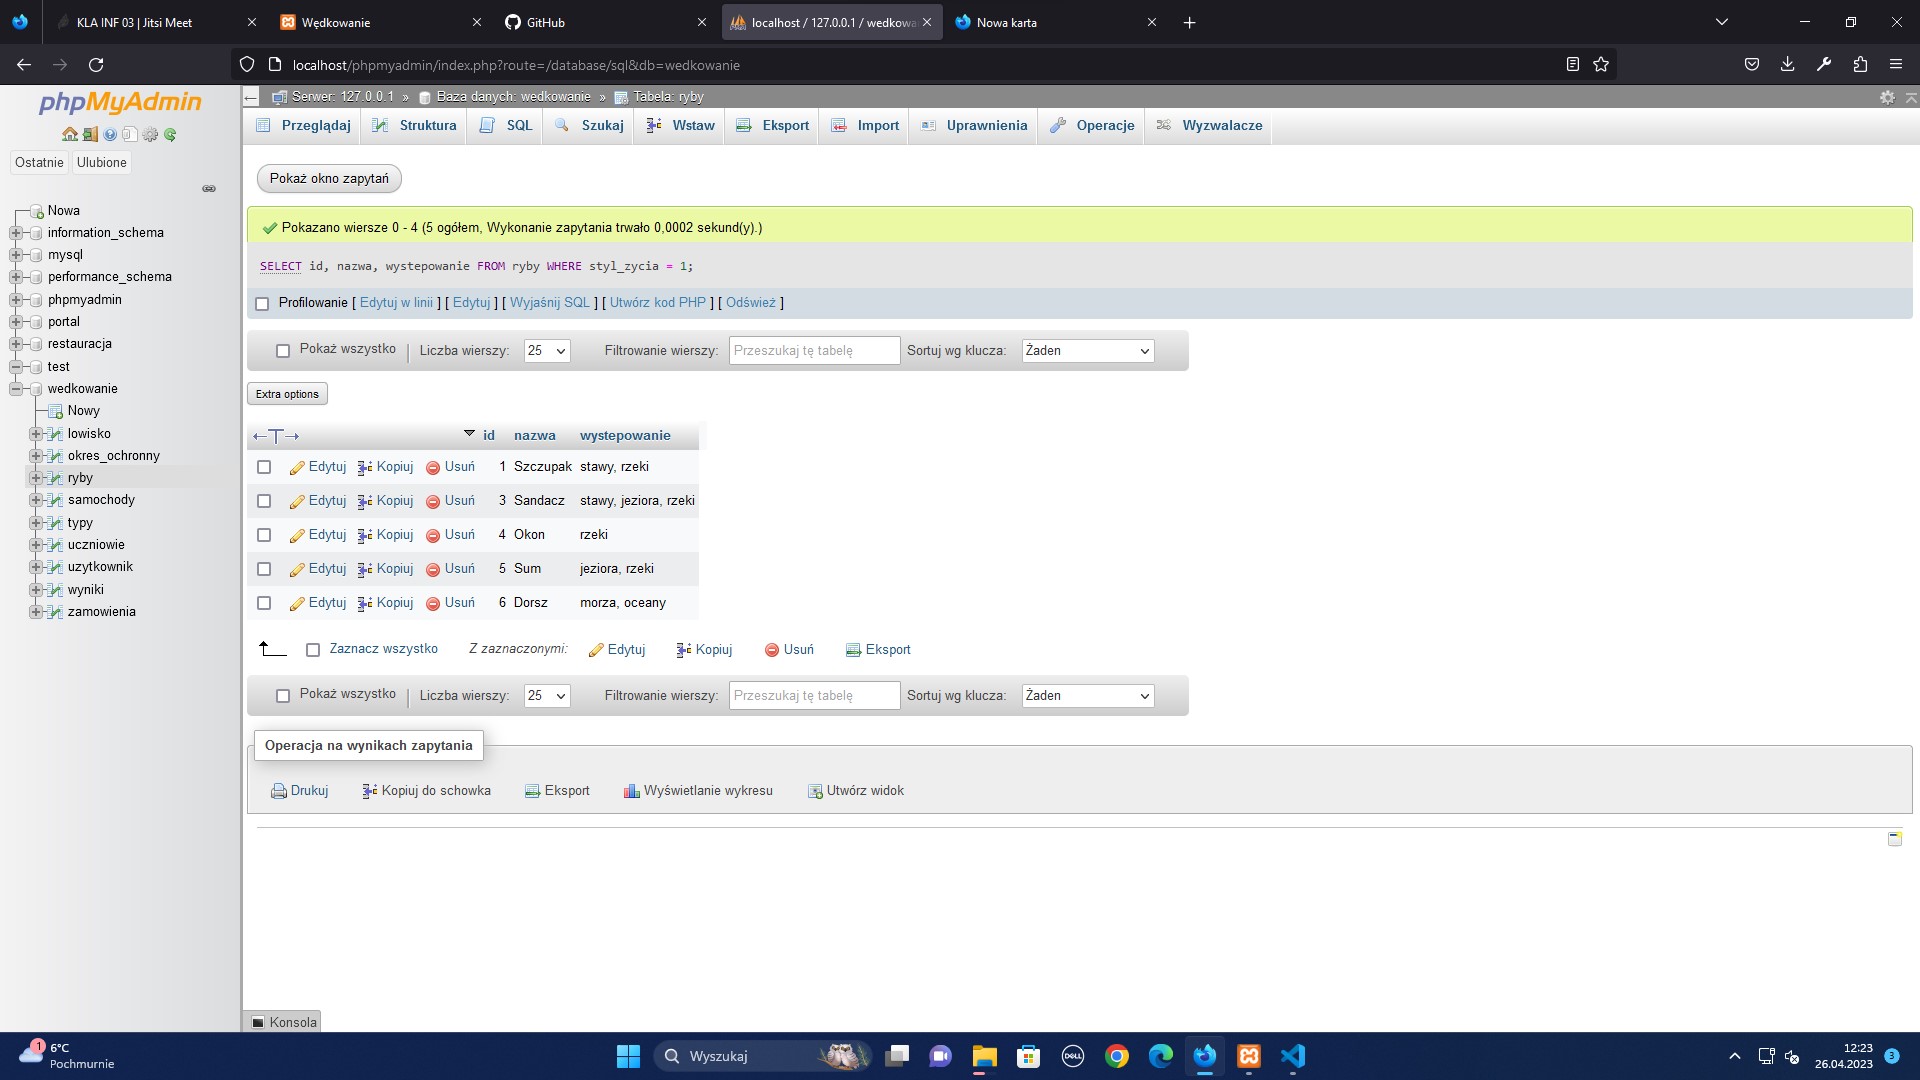 KLA INF 03 | Jitsi Meet
Wędkowanie
GitHub
localhost / 127.0.0.1 / wedkowa
Nowa karta
localhost/phpmyadmin/index.php?route=/database/sql&db=wedkowanie
phpMyAdmin
Serwer: 127.0.0.1 » Baza danych: wedkowanie » Tabela: ryby
Przeglądaj Struktura SQL Szukaj Wstaw Eksport Import Uprawnienia Operacje Wyzwalacze
Ostatnie Ulubione
Nowa
information_schema
mysql
performance_schema
phpmyadmin
portal
restauracja
test
wedkowanie
Nowy
lowisko
okres_ochronny
ryby
samochody
typy
uczniowie
uzytkownik
wyniki
zamowienia
Pokaż okno zapytań
Pokazano wiersze 0 - 4 (5 ogółem, Wykonanie zapytania trwało 0,0002 sekund(y).)
SELECT id, nazwa, wystepowanie FROM ryby WHERE styl_zycia = 1;
Profilowanie [ Edytuj w linii ] [ Edytuj ] [ Wyjaśnij SQL ] [ Utwórz kod PHP ] [ Odśwież ]
Pokaż wszystko | Liczba wierszy: 25 Filtrowanie wierszy: Przeszukaj tę tabelę Sortuj wg klucza: Żaden
Extra options
←T→ id nazwa wystepowanie
Edytuj Kopiuj Usuń 1 Szczupak stawy, rzeki
Edytuj Kopiuj Usuń 3 Sandacz stawy, jeziora, rzeki
Edytuj Kopiuj Usuń 4 Okon rzeki
Edytuj Kopiuj Usuń 5 Sum jeziora, rzeki
Edytuj Kopiuj Usuń 6 Dorsz morza, oceany
Zaznacz wszystko Z zaznaczonymi: Edytuj Kopiuj Usuń Eksport
Pokaż wszystko | Liczba wierszy: 25 Filtrowanie wierszy: Przeszukaj tę tabelę Sortuj wg klucza: Żaden
Operacja na wynikach zapytania
Drukuj Kopiuj do schowka Eksport Wyświetlanie wykresu Utwórz widok
Konsola
1
6°C
Pochmurnie
Wyszukaj
DELL
12:23
26.04.2023
3